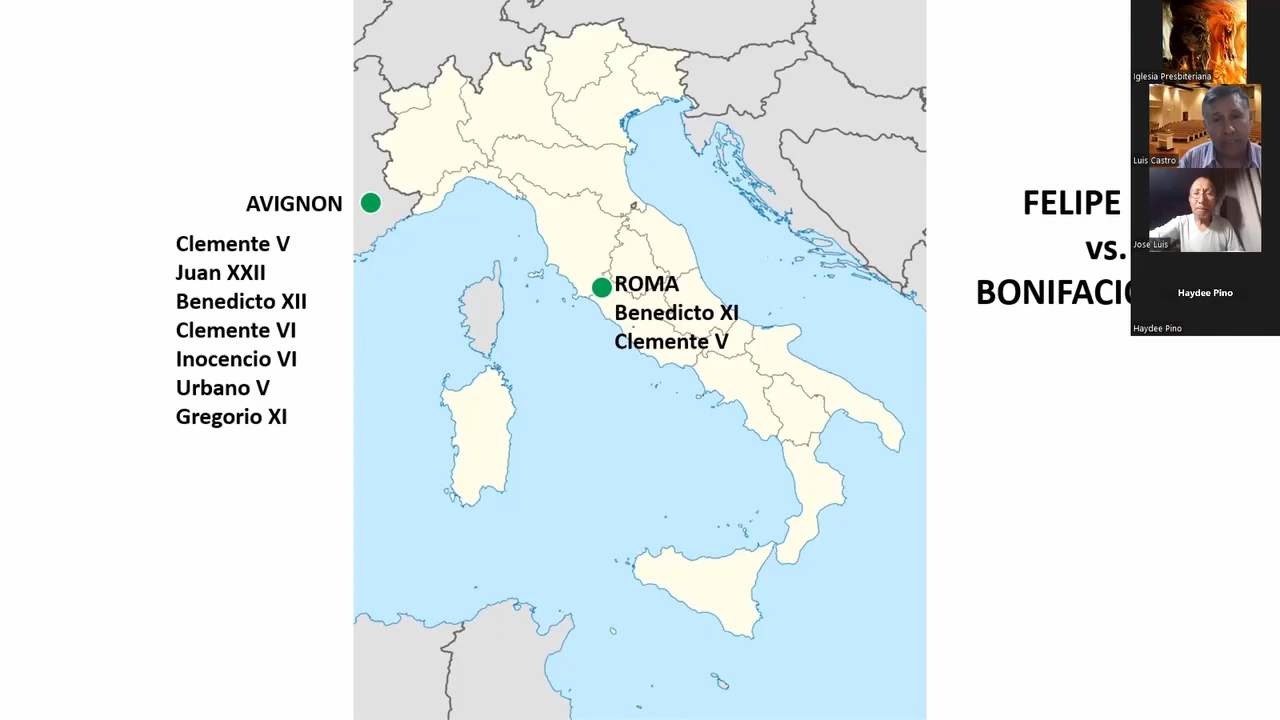 AVIGNON
Clemente V
Juan XXII
Benedicto XII
Clemente VI
Inocencio VI
Urbano V
Gregorio XI
ROMA
Benedicto XI
Clemente V
FELIPE
vs.
BONIFACI
Iglesia Presbiteriana
Luis Castro
Jose Luis
Haydee Pino
Haydee Pino